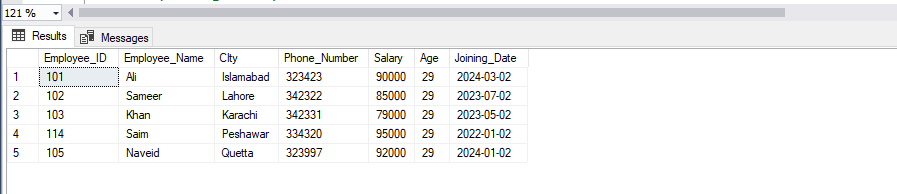 121 %
Results Messages
Employee_ID Employee_Name CIty Phone_Number Salary Age Joining_Date
1 101 Ali Islamabad 323423 90000 29 2024-03-02
2 102 Sameer Lahore 342322 85000 29 2023-07-02
3 103 Khan Karachi 342331 79000 29 2023-05-02
4 114 Saim Peshawar 334320 95000 29 2022-01-02
5 105 Naveid Quetta 323997 92000 29 2024-01-02